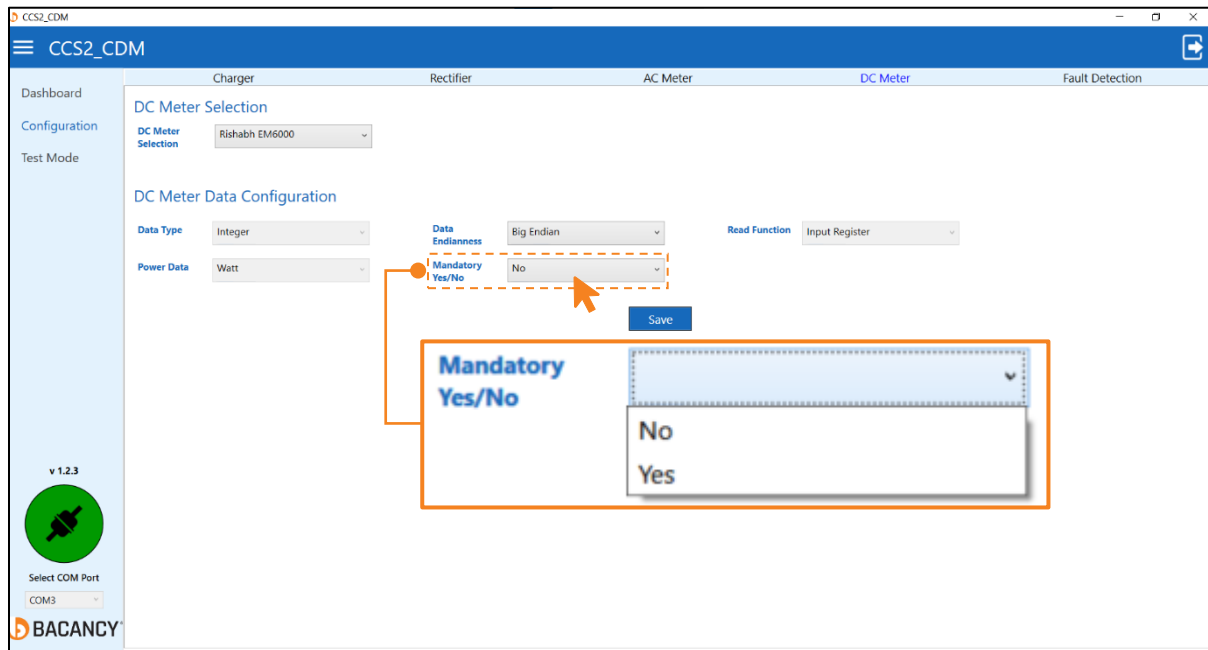 CCS2_CDM
CCS2_CDM
Charger Rectifier AC Meter DC Meter Fault Detection
Dashboard
Configuration
Test Mode
DC Meter Selection
DC Meter
Selection
Rishabh EM6000
DC Meter Data Configuration
Data Type
Integer
Data
Endianness
Big Endian
Read Function
Input Register
Power Data
Watt
Mandatory
Yes/No
No
Save
Mandatory
Yes/No
No
Yes
v 1.2.3
Select COM Port
COM3
BACANCY